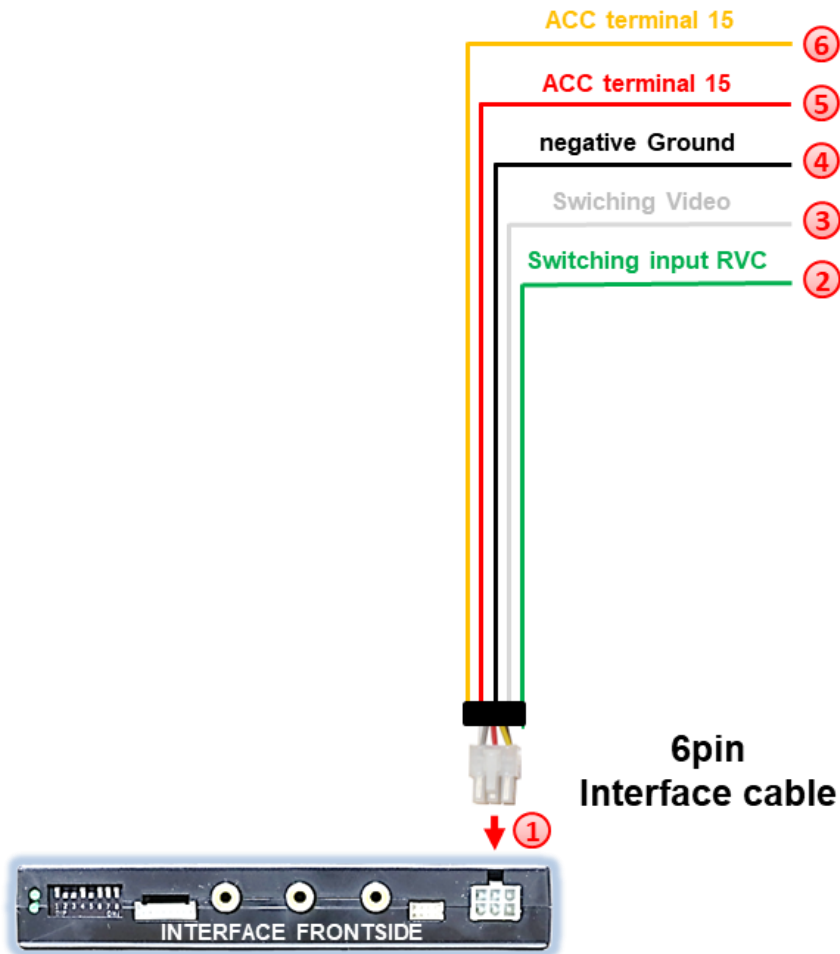 ACC terminal 15
6
ACC terminal 15
5
negative Ground
4
Swiching Video
3
Switching input RVC
2
6pin
Interface cable
1
INTERFACE FRONTSIDE